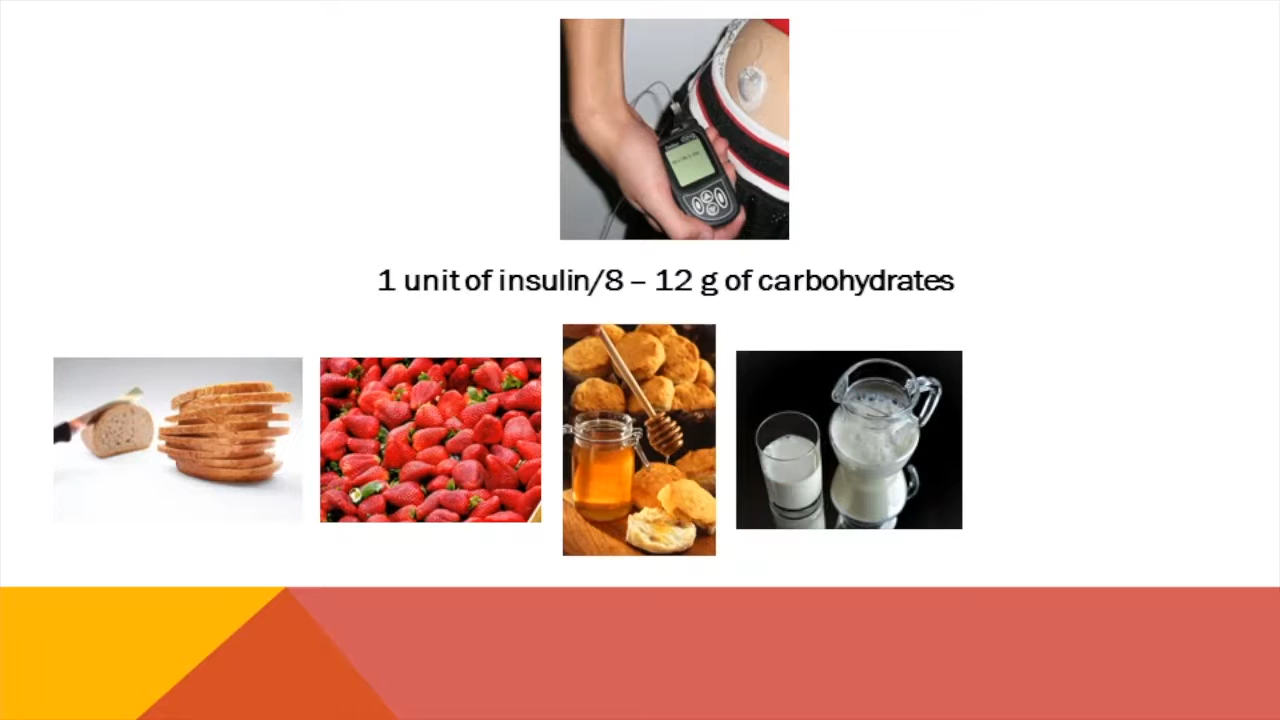 1 unit of insulin/8 – 12 g of carbohydrates